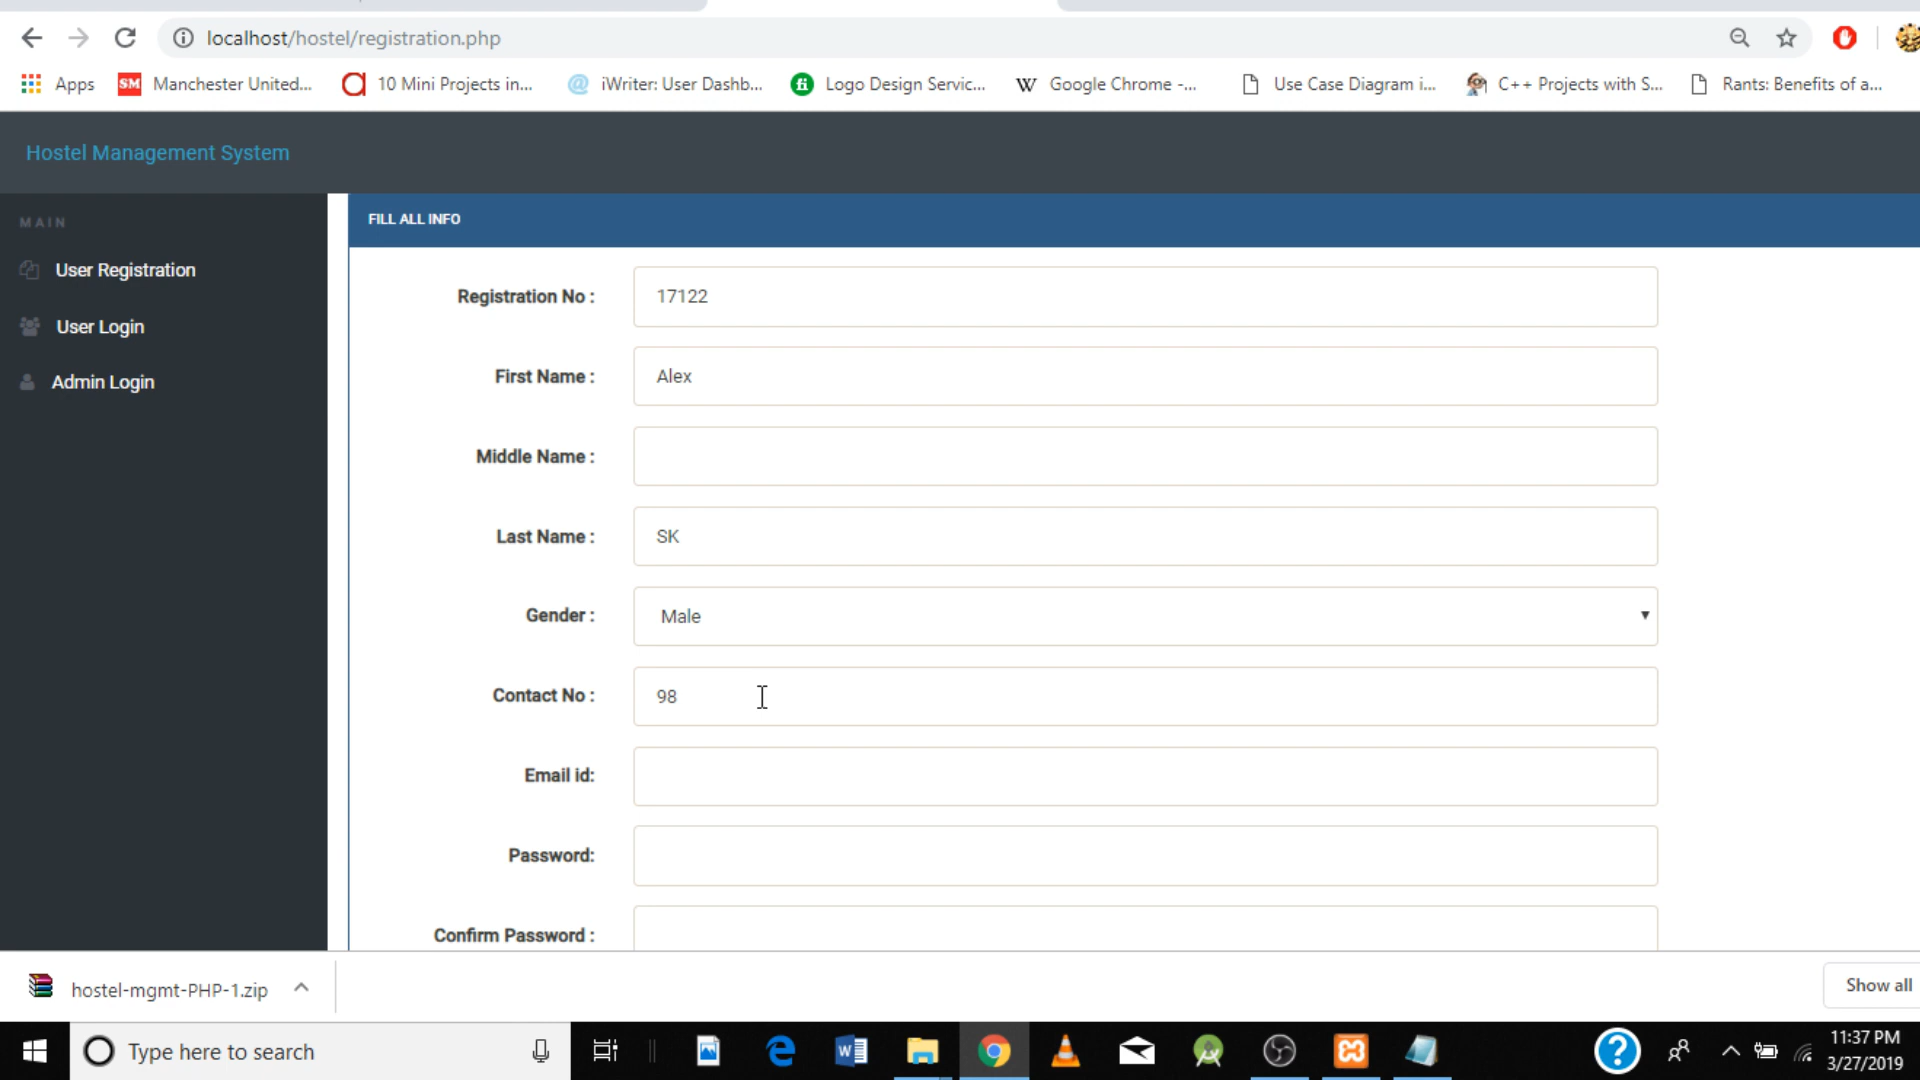 localhost/hostel/registration.php
Apps
SM Manchester United...
10 Mini Projects in...
@ iWriter: User Dashb...
fi Logo Design Servic...
W Google Chrome -...
Use Case Diagram i...
C++ Projects with S...
Rants: Benefits of a...
Hostel Management System
MAIN
User Registration
User Login
Admin Login
FILL ALL INFO
Registration No : 17122
First Name : Alex
Middle Name :
Last Name : SK
Gender : Male
Contact No : 98
Email id:
Password:
Confirm Password :
hostel-mgmt-PHP-1.zip
Show all
Type here to search
11:37 PM
3/27/2019